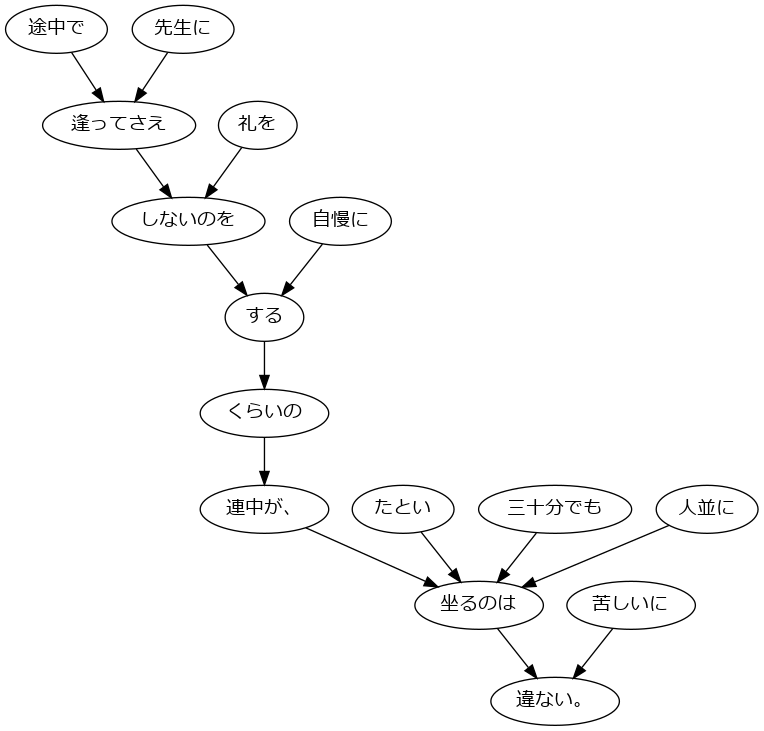 途中で
先生に
逢ってさえ
礼を
しないのを
自慢に
する
くらいの
連中が、
たとい
三十分でも
人並に
坐るのは
苦しいに
違ない。